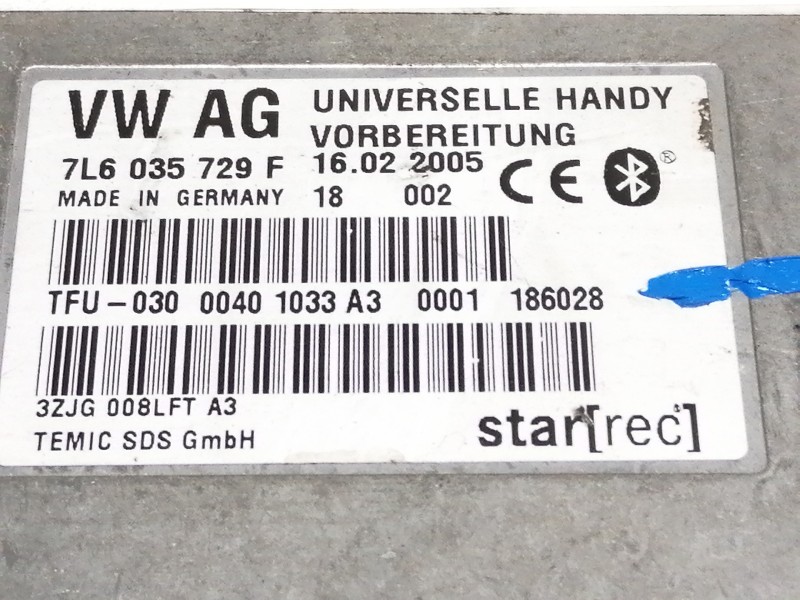 VW AG UNIVERSELLE HANDY
VORBEREITUNG
7L6 035 729 F 16.02 2005 CE ®
MADE IN GERMANY 18 002
TFU-030 0040 1033 A3 0001 186028
3ZJG 008LFT A3
TEMIC SDS GmbH star[rec]